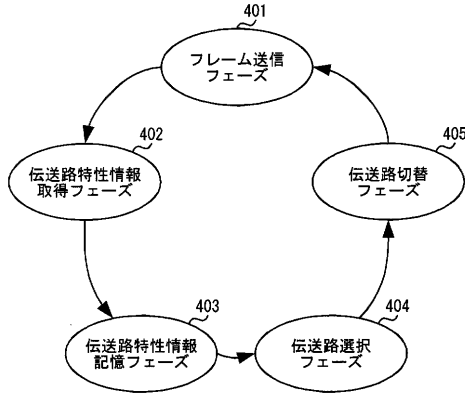 401
フレーム送信
フェーズ
402
伝送路特性情報
取得フェーズ
403
伝送路特性情報
記憶フェーズ
404
伝送路選択
フェーズ
405
伝送路切替
フェーズ